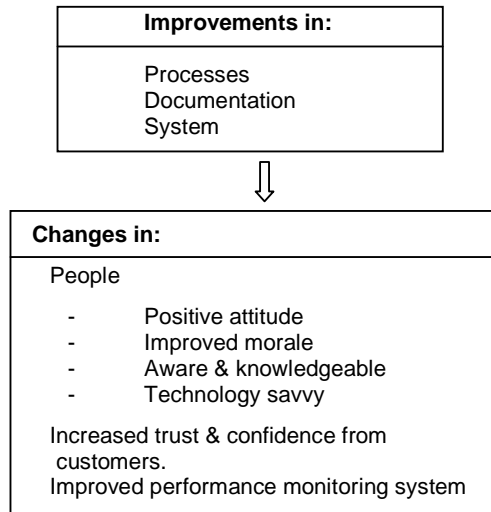 Improvements in:
Processes
Documentation
System
Changes in:
People
- Positive attitude
- Improved morale
- Aware & knowledgeable
- Technology savvy
Increased trust & confidence from
customers.
Improved performance monitoring system